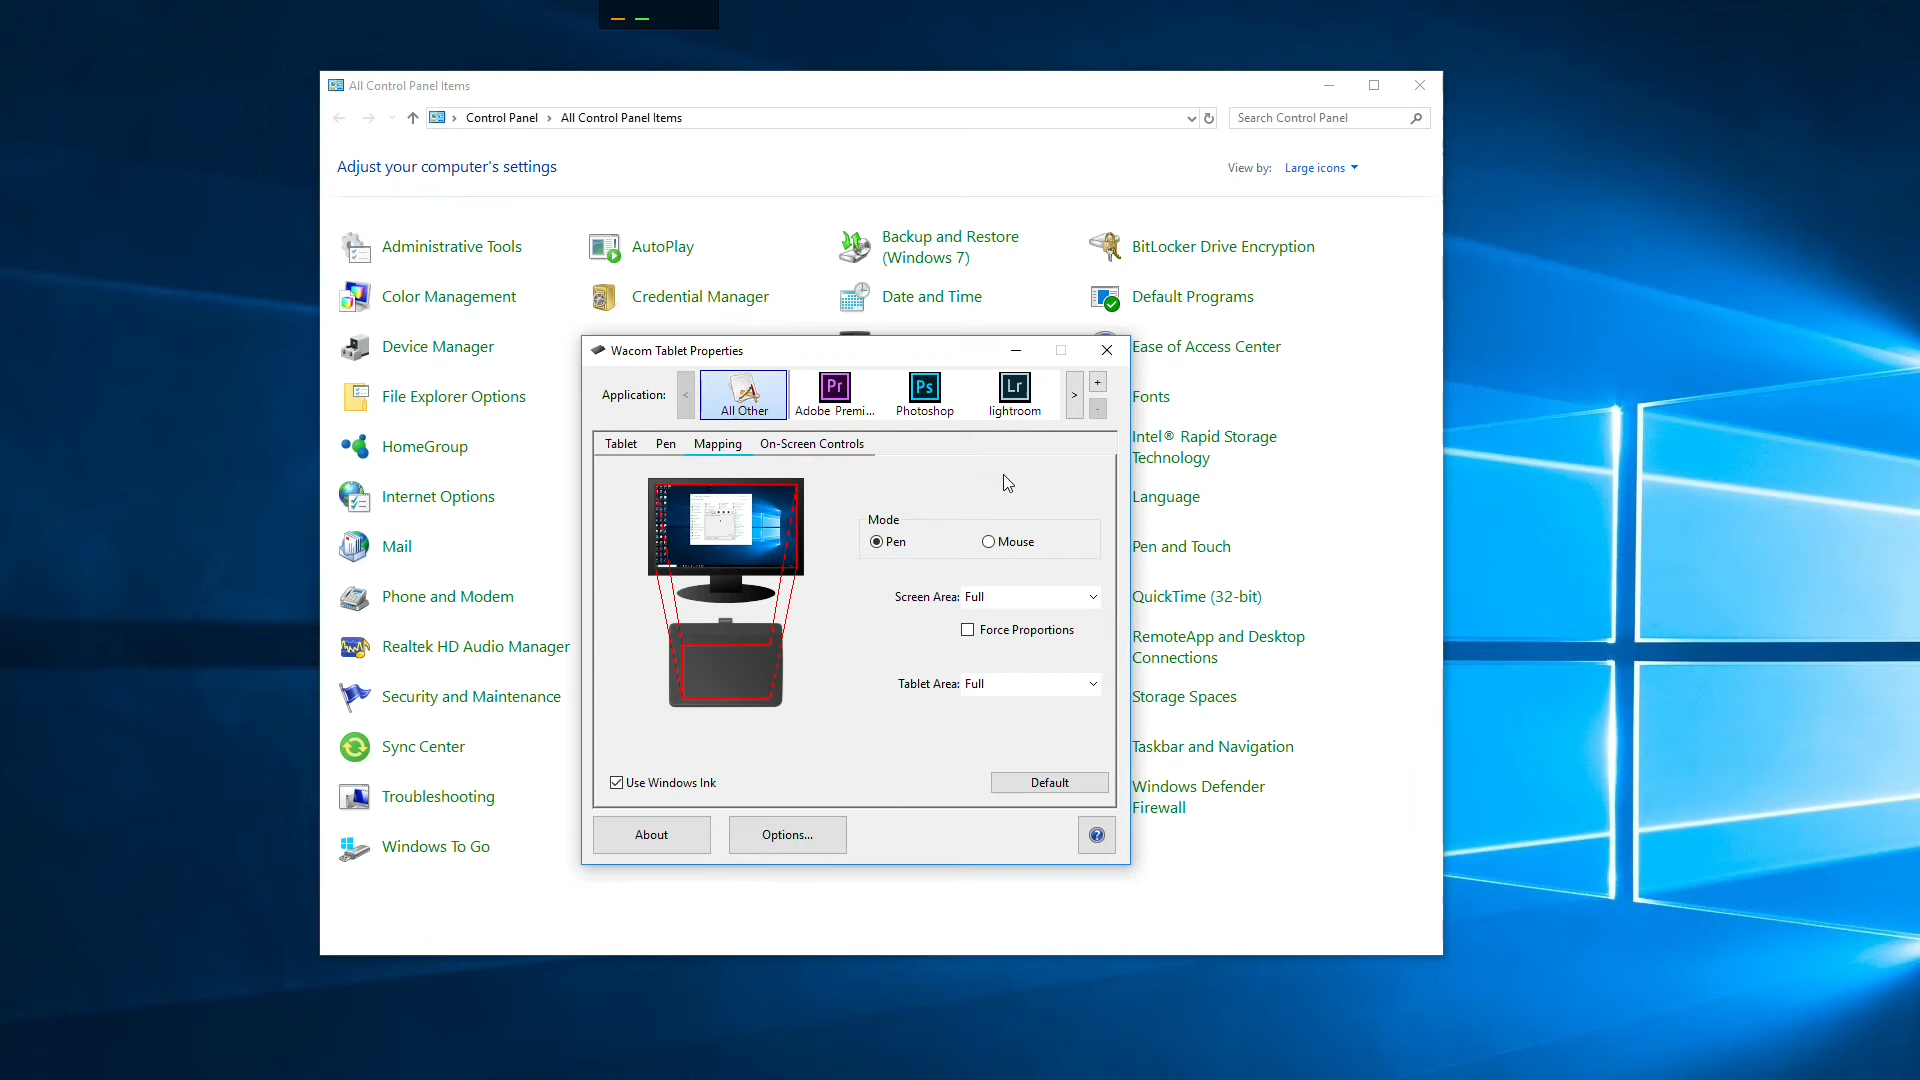 All Control Panel Items
Control Panel > All Control Panel Items
Search Control Panel
Adjust your computer's settings
View by: Large icons
Administrative Tools
AutoPlay
Backup and Restore
(Windows 7)
BitLocker Drive Encryption
Color Management
Credential Manager
Date and Time
Default Programs
Device Manager
Ease of Access Center
File Explorer Options
Fonts
HomeGroup
Intel® Rapid Storage
Technology
Internet Options
Language
Mail
Pen and Touch
Phone and Modem
QuickTime (32-bit)
Realtek HD Audio Manager
RemoteApp and Desktop
Connections
Security and Maintenance
Storage Spaces
Sync Center
Taskbar and Navigation
Troubleshooting
Windows Defender
Firewall
Windows To Go
Wacom Tablet Properties
Application:
<
All Other
Pr
Adobe Premi...
Ps
Photoshop
Lr
lightroom
>
+
-
Tablet
Pen
Mapping
On-Screen Controls
Mode
Pen
Mouse
Screen Area: Full
Force Proportions
Tablet Area: Full
Use Windows Ink
Default
About
Options...
?